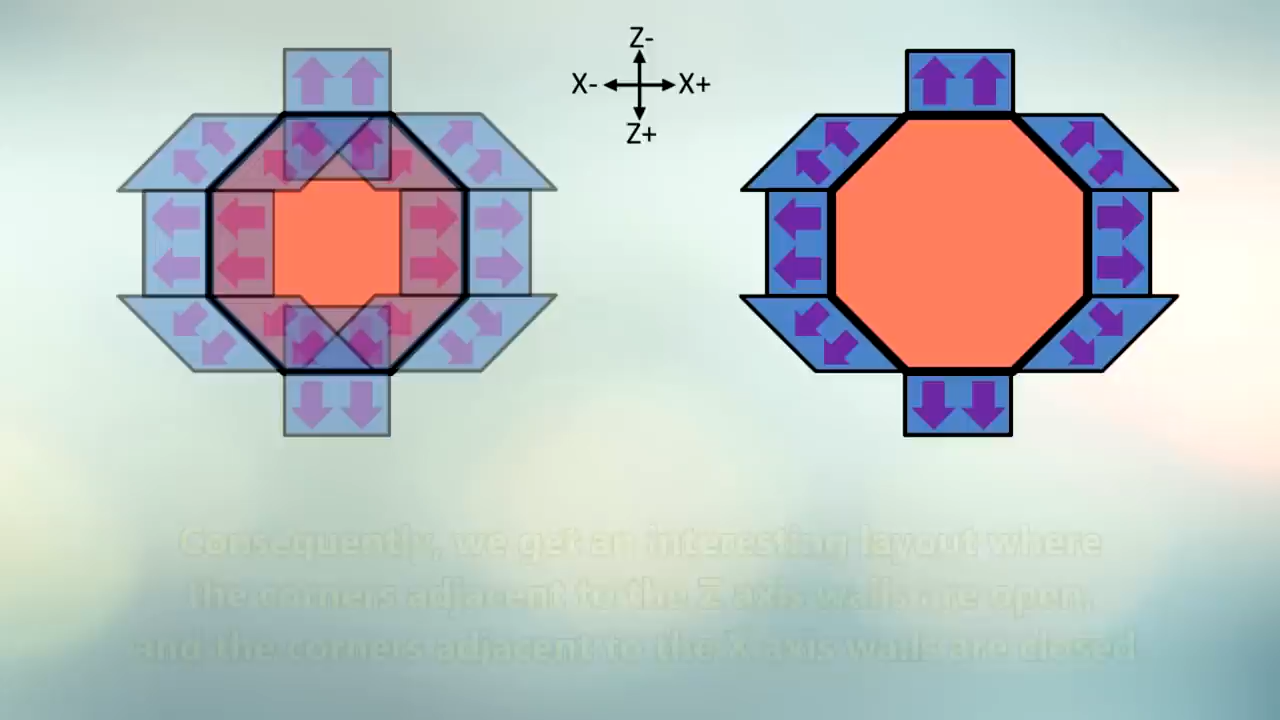 Z-
X- X+
Z+
Consequently, we get an interesting layout where
the corners adjacent to the Z axis walls are open,
and the corners adjacent to the X axis walls are closed